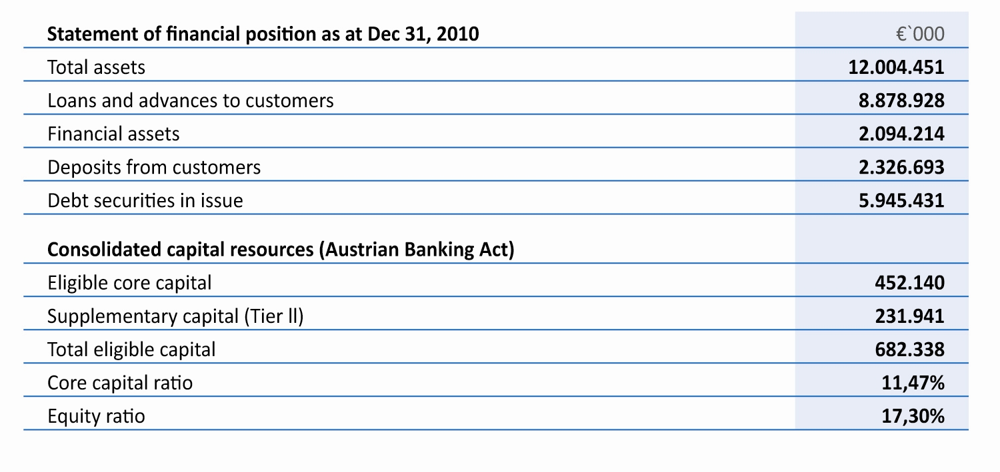 Statement of financial position as at Dec 31, 2010 €`000
Total assets 12.004.451
Loans and advances to customers 8.878.928
Financial assets 2.094.214
Deposits from customers 2.326.693
Debt securities in issue 5.945.431
Consolidated capital resources (Austrian Banking Act)
Eligible core capital 452.140
Supplementary capital (Tier ll) 231.941
Total eligible capital 682.338
Core capital ratio 11,47%
Equity ratio 17,30%